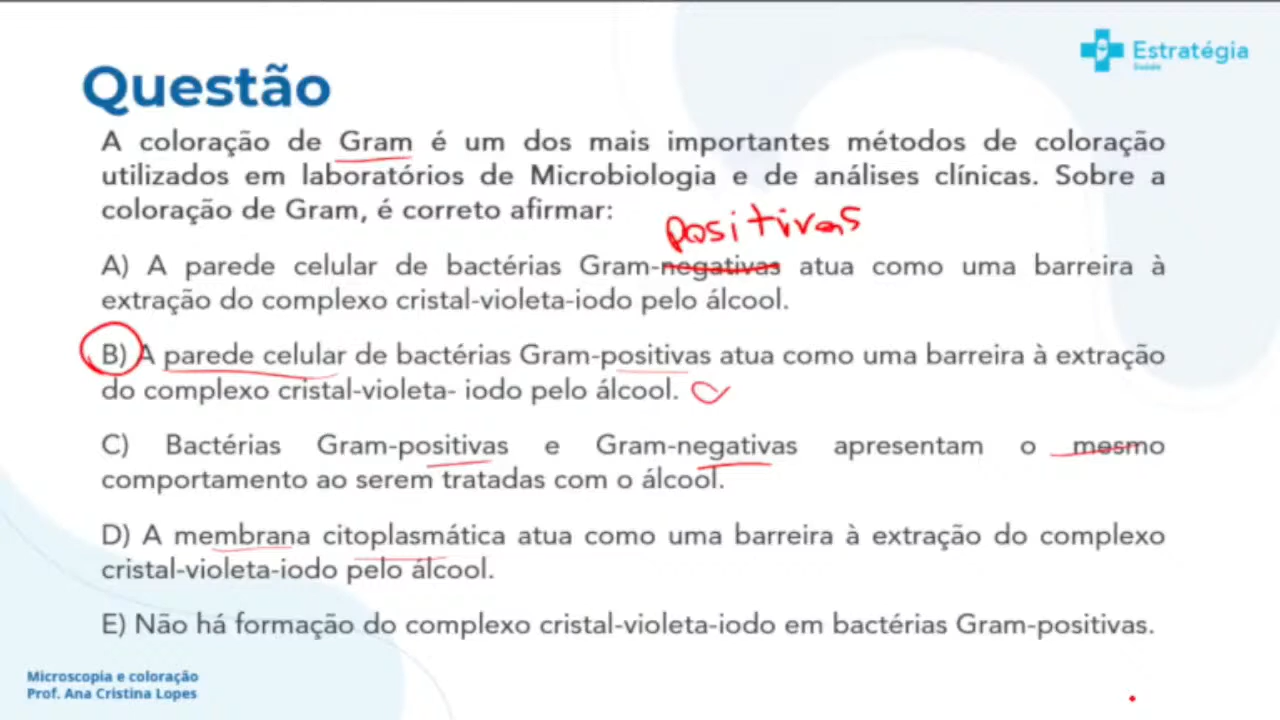 Estratégia
Saúde
Questão
A coloração de Gram é um dos mais importantes métodos de coloração
utilizados em laboratórios de Microbiologia e de análises clínicas. Sobre a
coloração de Gram, é correto afirmar:
positivas
A) A parede celular de bactérias Gram-negativas atua como uma barreira à
extração do complexo cristal-violeta-iodo pelo álcool.
B) A parede celular de bactérias Gram-positivas atua como uma barreira à extração
do complexo cristal-violeta- iodo pelo álcool.
C) Bactérias Gram-positivas e Gram-negativas apresentam o mesmo
comportamento ao serem tratadas com o álcool.
D) A membrana citoplasmática atua como uma barreira à extração do complexo
cristal-violeta-iodo pelo álcool.
E) Não há formação do complexo cristal-violeta-iodo em bactérias Gram-positivas.
Microscopia e coloração
Prof. Ana Cristina Lopes